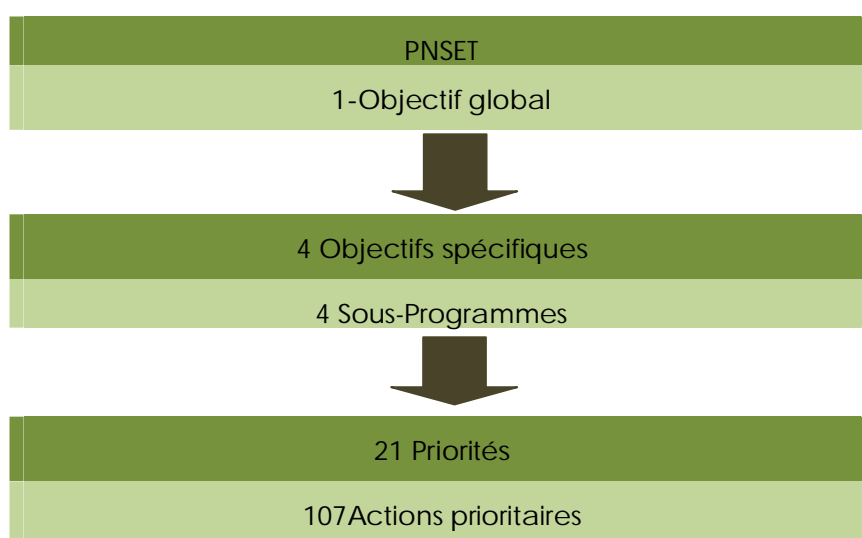 PNSET
1-Objectif global
4 Objectifs spécifiques
4 Sous-Programmes
21 Priorités
107Actions prioritaires